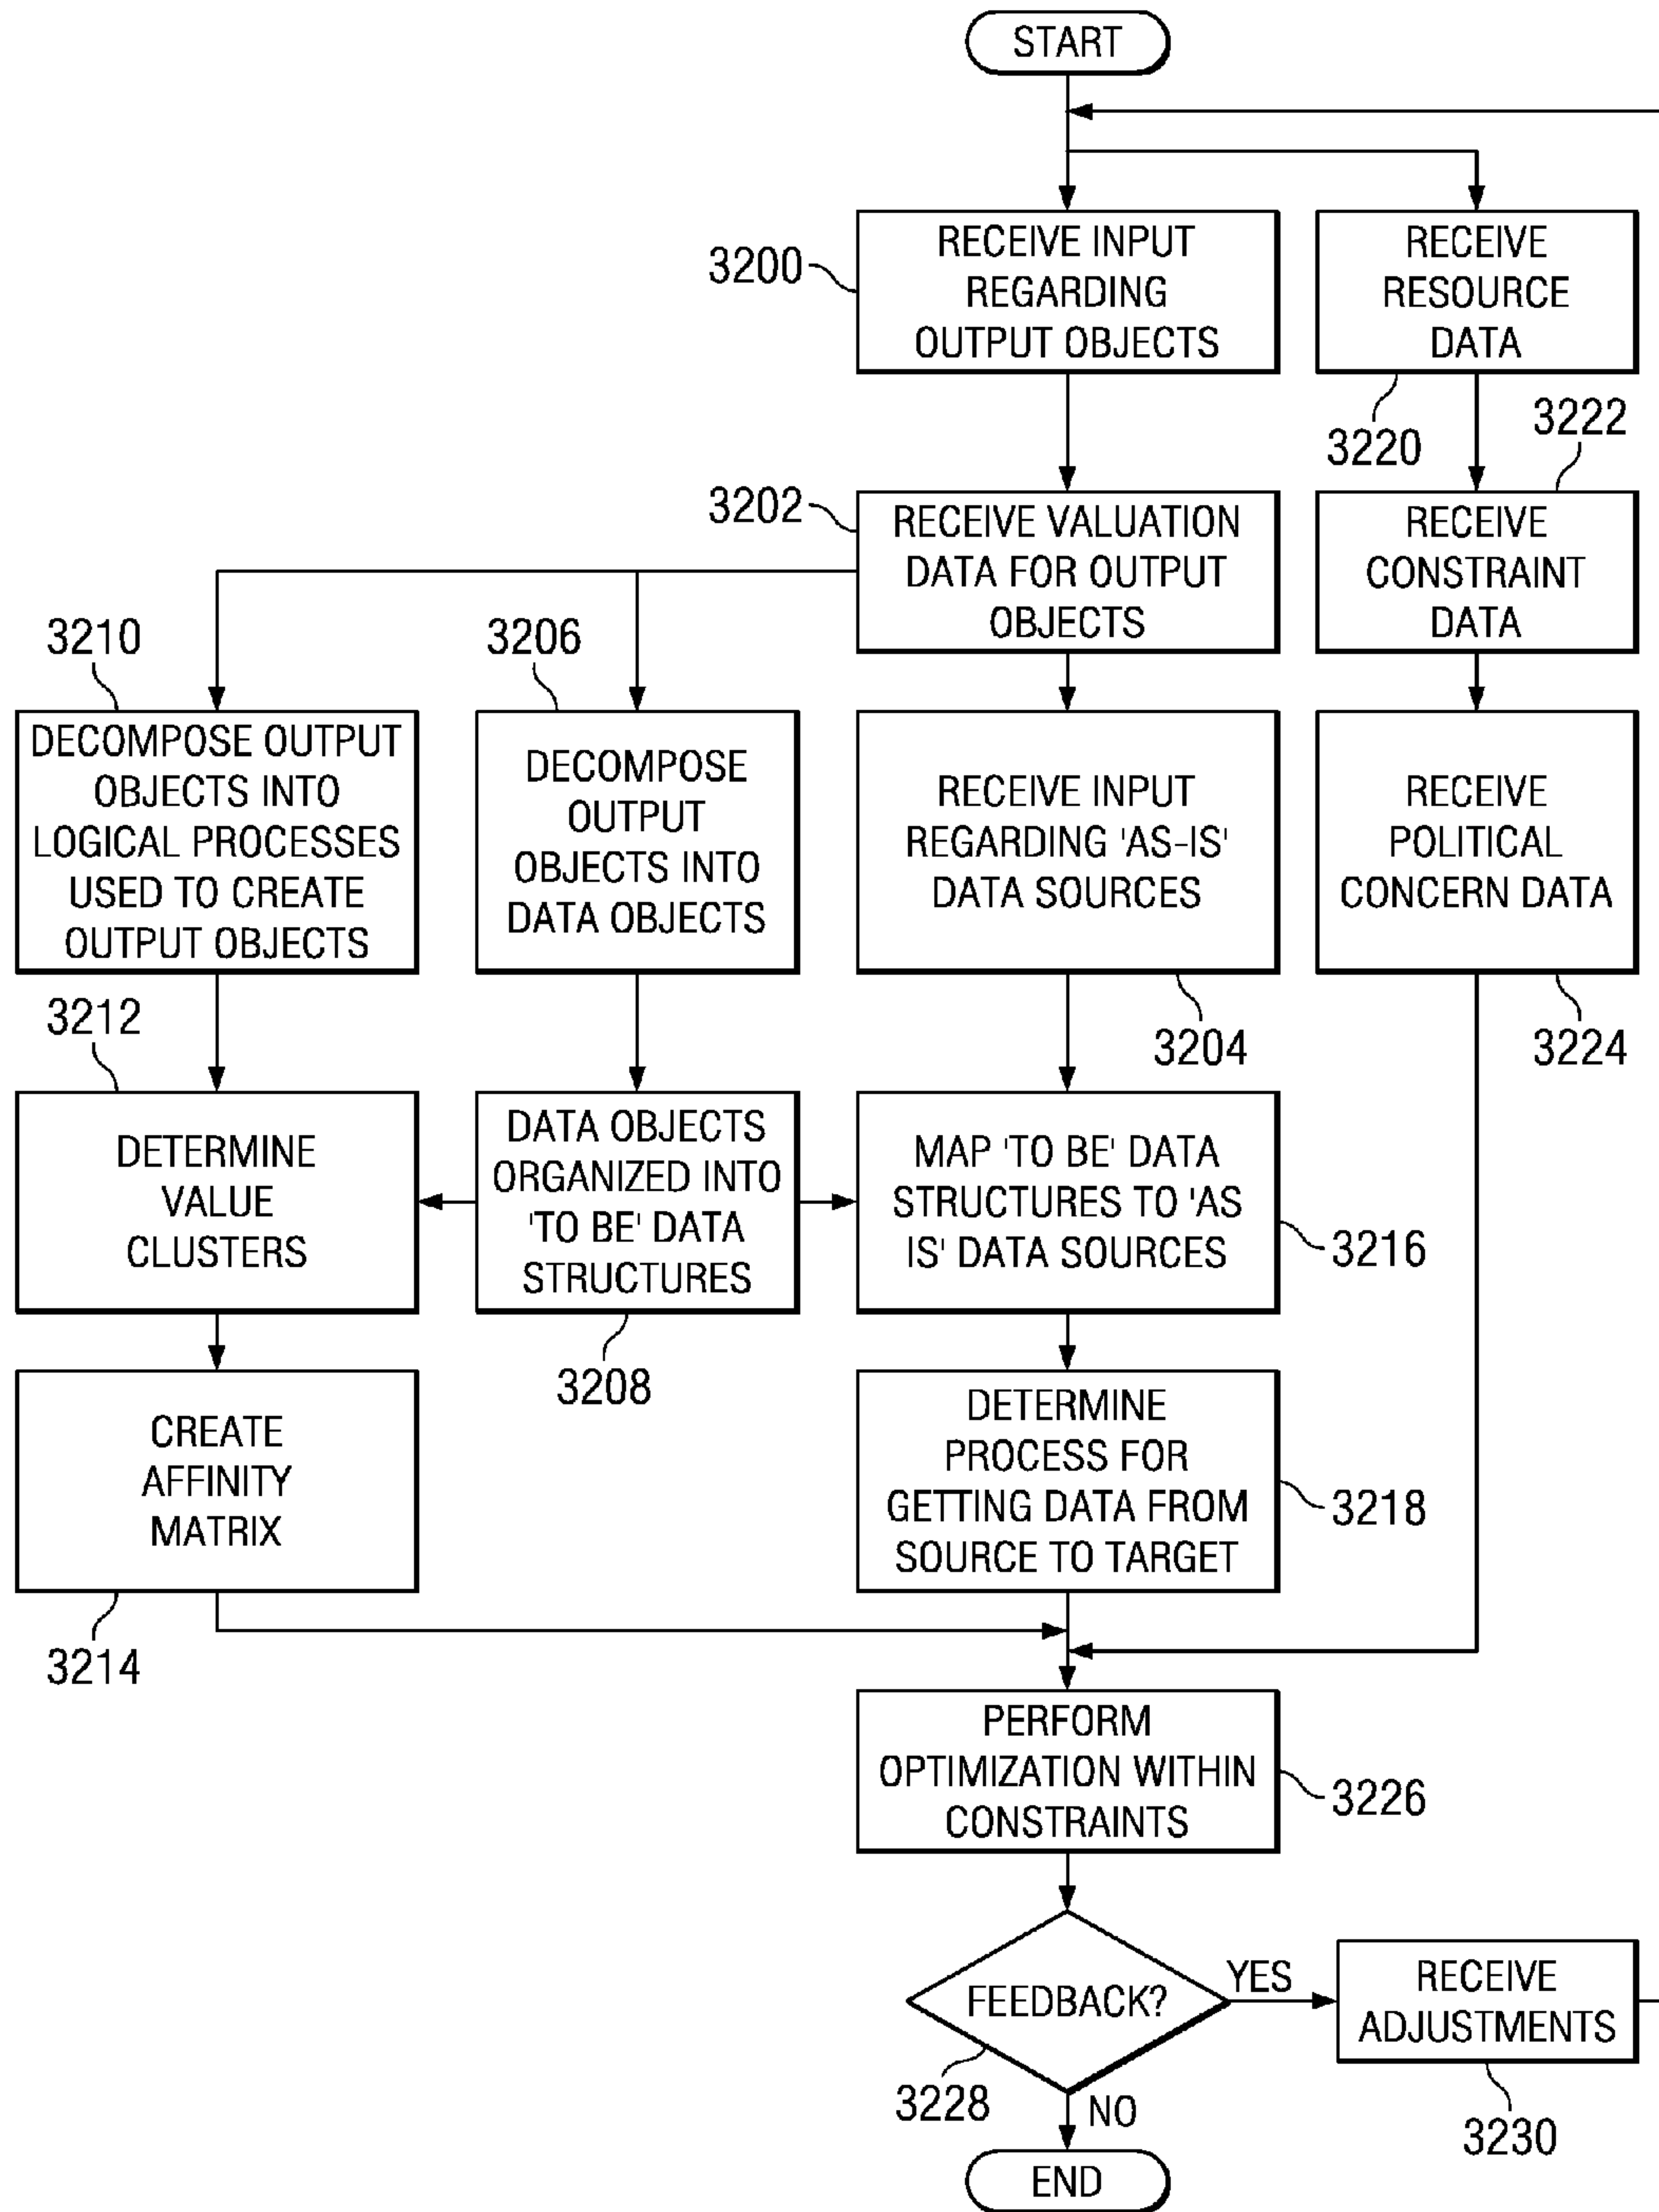 START
3200
RECEIVE INPUT
REGARDING
OUTPUT OBJECTS
RECEIVE
RESOURCE
DATA
3220
3222
3202
RECEIVE VALUATION
DATA FOR OUTPUT
OBJECTS
RECEIVE
CONSTRAINT
DATA
3210
3206
DECOMPOSE OUTPUT
OBJECTS INTO
LOGICAL PROCESSES
USED TO CREATE
OUTPUT OBJECTS
DECOMPOSE
OUTPUT
OBJECTS INTO
DATA OBJECTS
RECEIVE INPUT
REGARDING 'AS-IS'
DATA SOURCES
RECEIVE
POLITICAL
CONCERN DATA
3212
3204
3224
DETERMINE
VALUE
CLUSTERS
DATA OBJECTS
ORGANIZED INTO
'TO BE' DATA
STRUCTURES
MAP 'TO BE' DATA
STRUCTURES TO 'AS
IS' DATA SOURCES
3216
3208
CREATE
AFFINITY
MATRIX
DETERMINE
PROCESS FOR
GETTING DATA FROM
SOURCE TO TARGET
3218
3214
PERFORM
OPTIMIZATION WITHIN
CONSTRAINTS
3226
FEEDBACK?
YES
RECEIVE
ADJUSTMENTS
3228
NO
3230
END